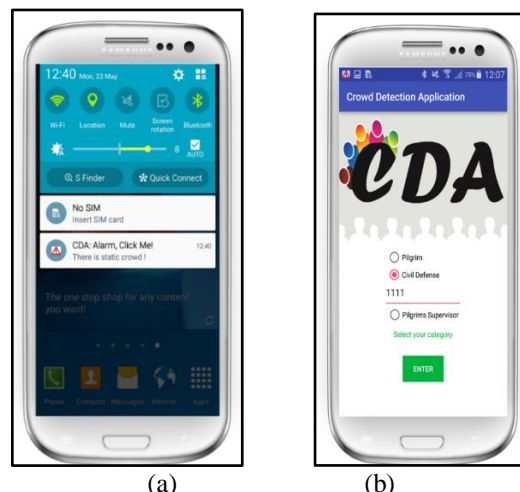 12:40 Mon, 23 May
Wi-Fi Location Mute Screen rotation Bluetooth
8 AUTO
S Finder Quick Connect
No SIM
Insert SIM card
CDA: Alarm, Click Me! 12:40
There is static crowd !
The one stop shop for any content
you want!
Phone Contacts Messages Internet Apps
(a)
75% 12:07
Crowd Detection Application
CDA
Pilgrim
Civil Defense
1111
Pilgrims Supervisor
Select your category
ENTER
(b)